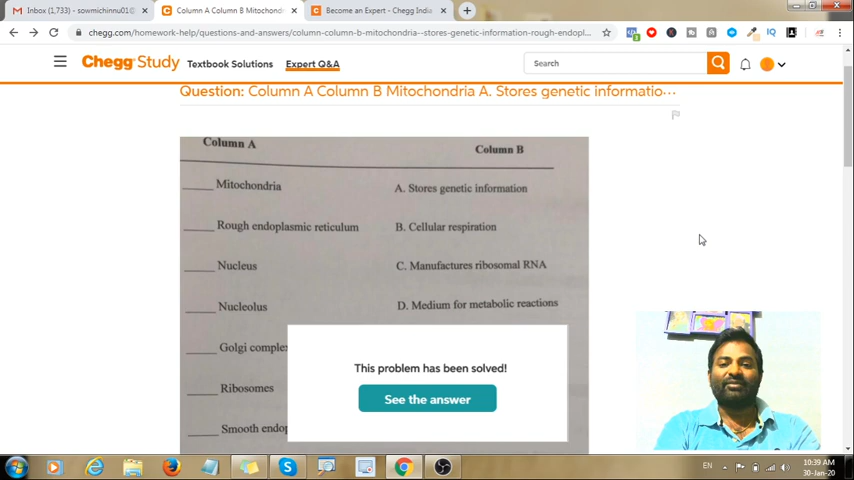 Inbox (1,733) - sowmichinnu01@
Column A Column B Mitochond
Become an Expert - Chegg India
chegg.com/homework-help/questions-and-answers/column-column-b-mitochondria--stores-genetic-information-rough-endopl...
Chegg Study
Textbook Solutions
Expert Q&A
Search
Question: Column A Column B Mitochondria A. Stores genetic informatio...
Column A Column B
Mitochondria A. Stores genetic information
Rough endoplasmic reticulum B. Cellular respiration
Nucleus C. Manufactures ribosomal RNA
Nucleolus D. Medium for metabolic reactions
Golgi comple
This problem has been solved!
Ribosomes
See the answer
Smooth endop
EN
10:39 AM
30-Jan-20